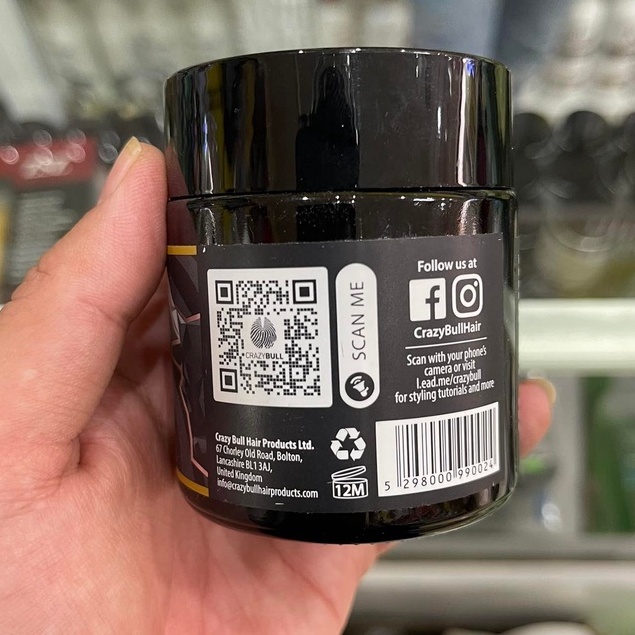 CRAZYBULL
SCAN ME
Follow us at
CrazyBullHair
Scan with your phone's
camera or visit
l.ead.me/crazybull
for styling tutorials and more
Crazy Bull Hair Products Ltd.
67 Chorley Old Road, Bolton,
Lancashire BL1 3AJ,
United Kingdom
info@crazybullhairproducts.com
12M
5 298000 990024